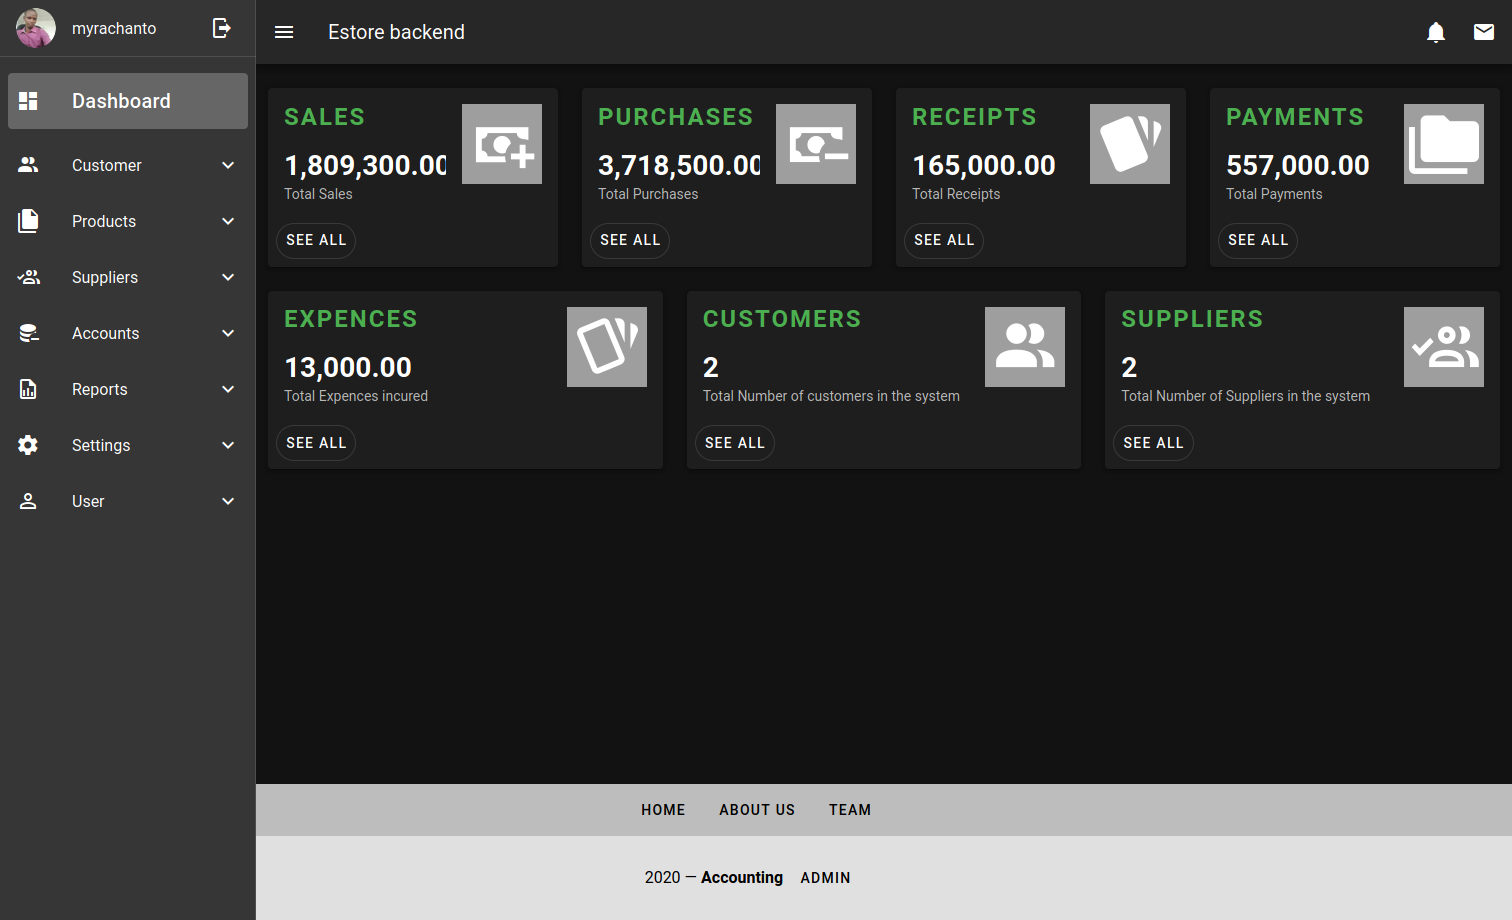 myrachanto
Estore backend
Dashboard
Customer
Products
Suppliers
Accounts
Reports
Settings
User
SALES
1,809,300.00
Total Sales
SEE ALL
PURCHASES
3,718,500.00
Total Purchases
SEE ALL
RECEIPTS
165,000.00
Total Receipts
SEE ALL
PAYMENTS
557,000.00
Total Payments
SEE ALL
EXPENCES
13,000.00
Total Expences incured
SEE ALL
CUSTOMERS
2
Total Number of customers in the system
SEE ALL
SUPPLIERS
2
Total Number of Suppliers in the system
SEE ALL
HOME ABOUT US TEAM
2020 — Accounting ADMIN